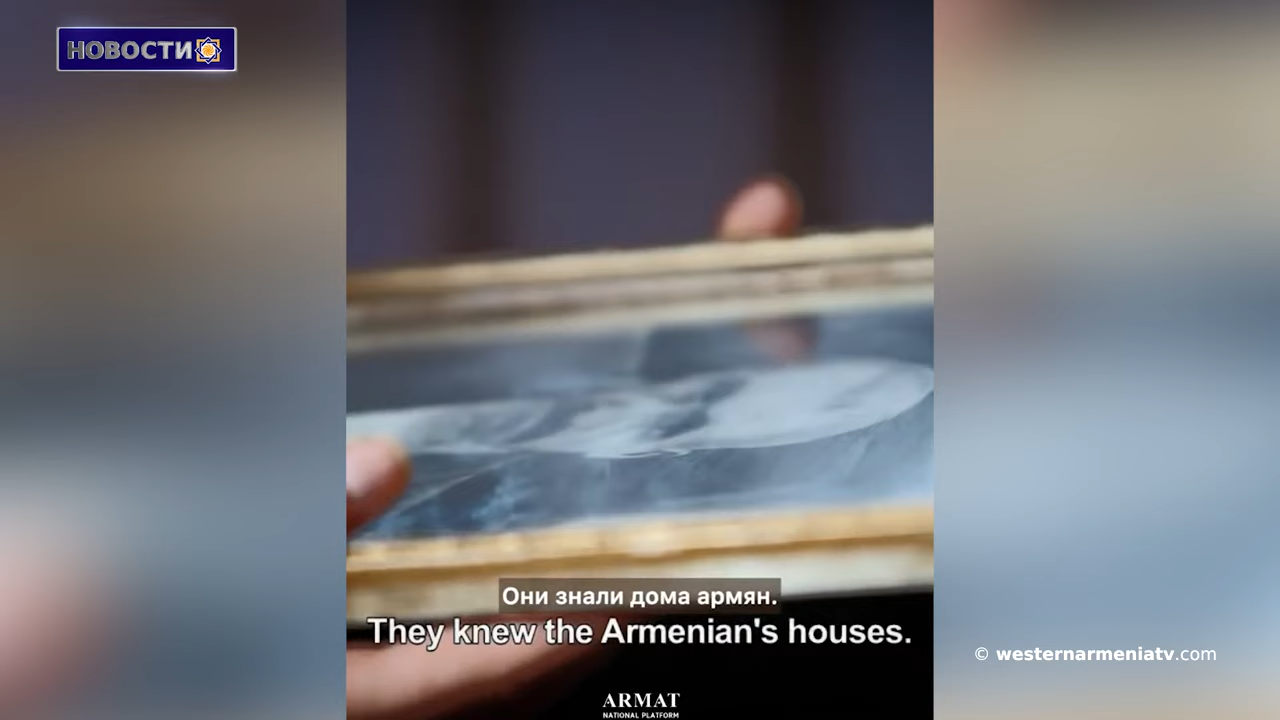 НОВОСТИ
Они знали дома армян.
They knew the Armenian's houses.
© westernarmeniatv.com
ARMAT
NATIONAL PLATFORM